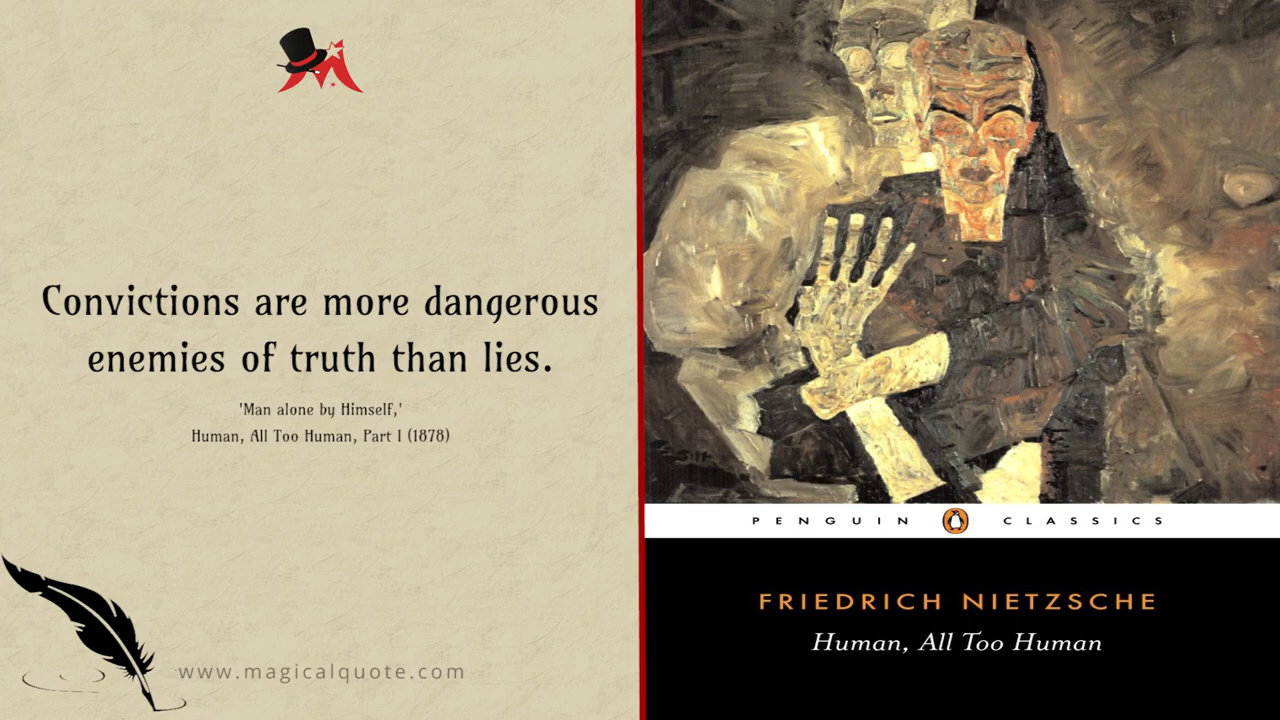 Convictions are more dangerous
enemies of truth than lies.
'Man alone by Himself,'
Human, All Too Human, Part I (1878)
www.magicalquote.com
PENGUIN CLASSICS
FRIEDRICH NIETZSCHE
Human, All Too Human